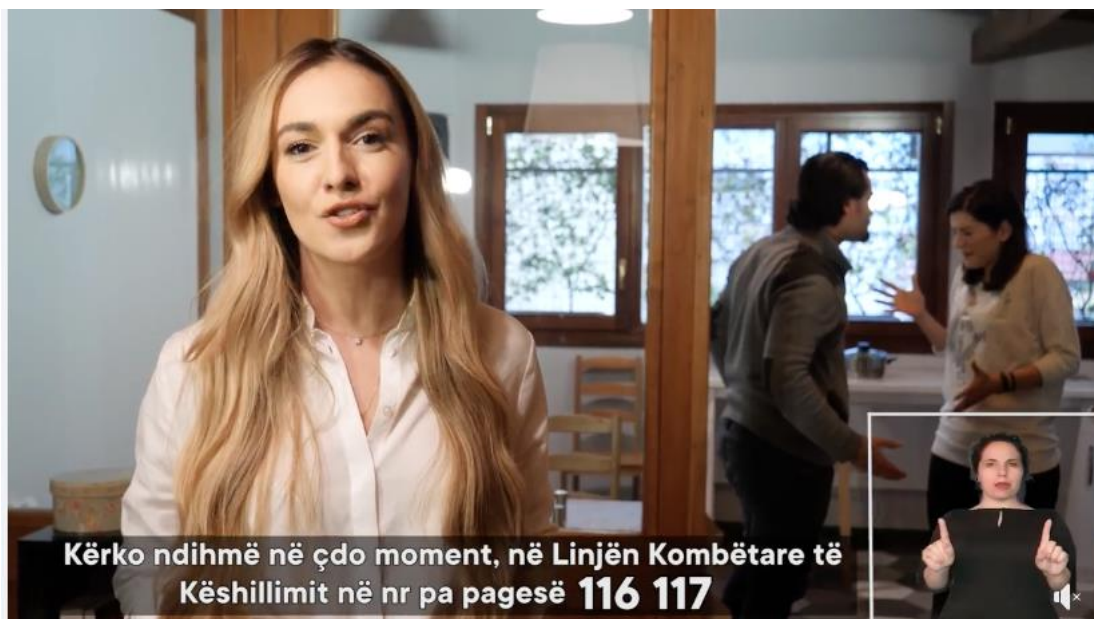 Kërko ndihmë në çdo moment, në Linjën Kombëtare të
Këshillimit në nr pa pagesë 116 117